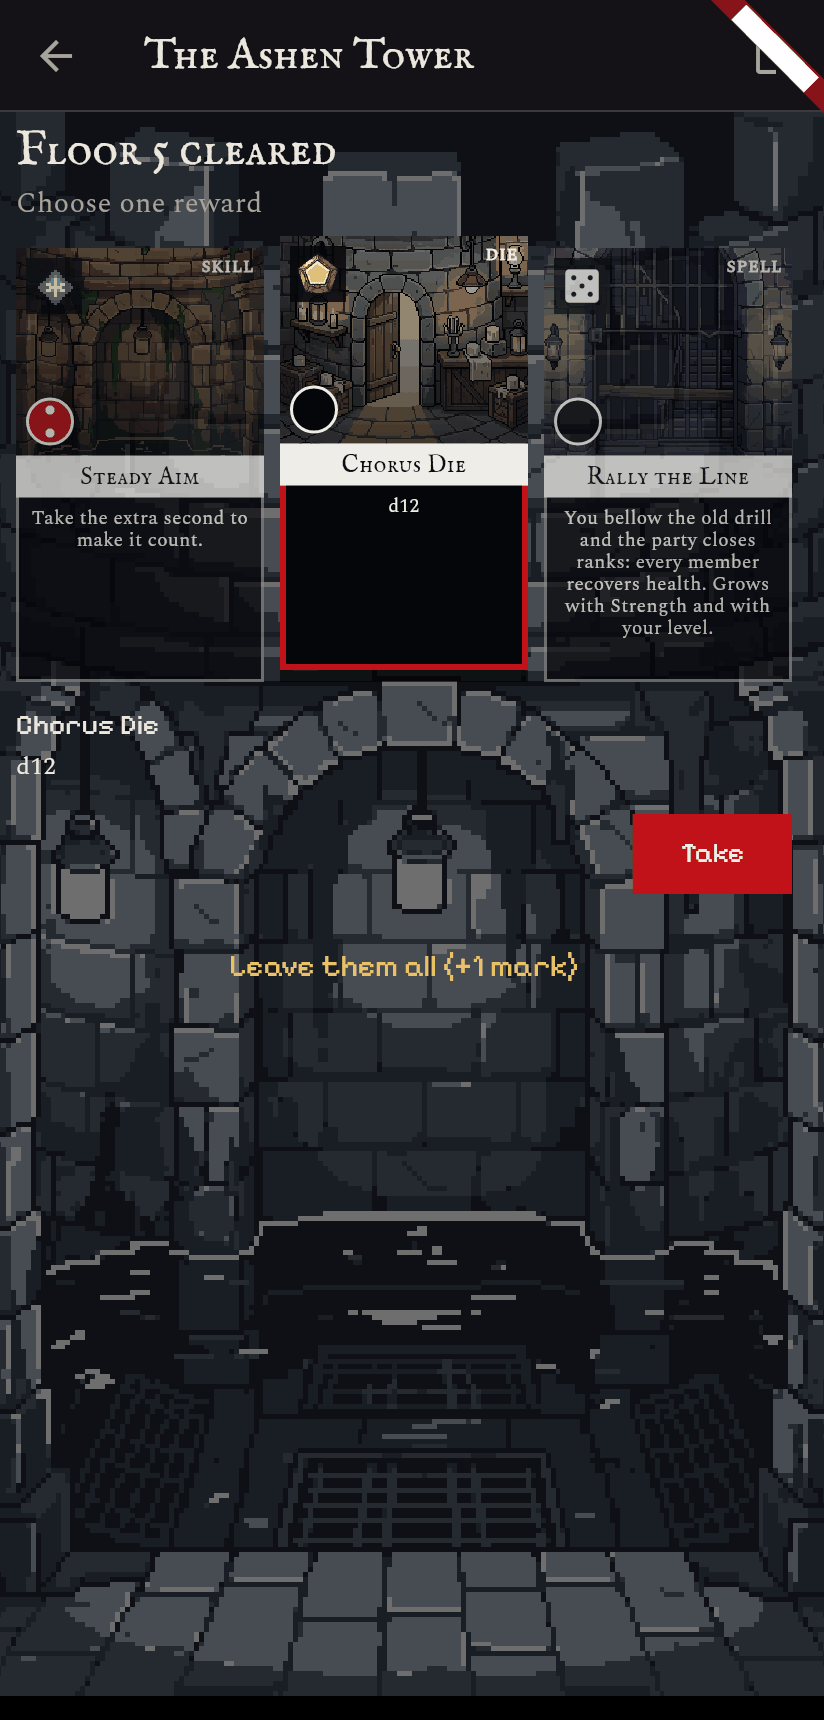 The Ashen Tower
Floor 5 cleared
Choose one reward
SKILL
Steady Aim
Take the extra second to
make it count.
DIE
Chorus Die
d12
SPELL
Rally the Line
You bellow the old drill
and the party closes
ranks: every member
recovers health. Grows
with Strength and with
your level.
Chorus Die
d12
Take
Leave them all (+1 mark)